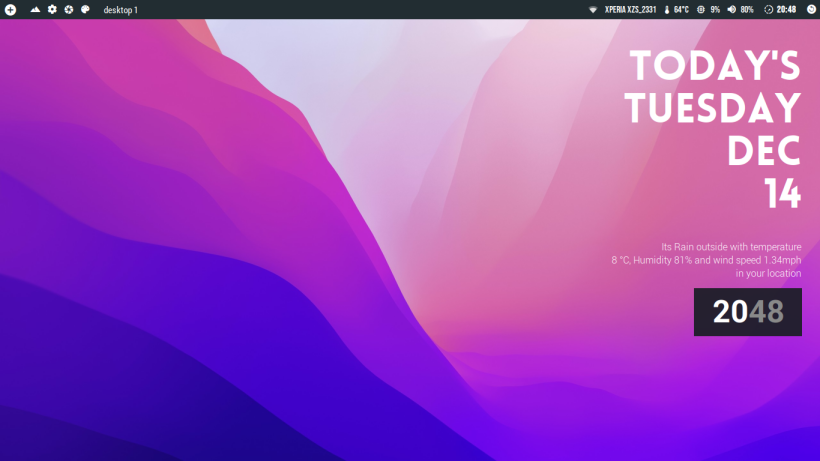 desktop 1
XPERIA XZS_2331 64°C 9% 80% 20:48
TODAY'S
TUESDAY
DEC
14
Its Rain outside with temperature
8 °C, Humidity 81% and wind speed 1.34mph
in your location
2048